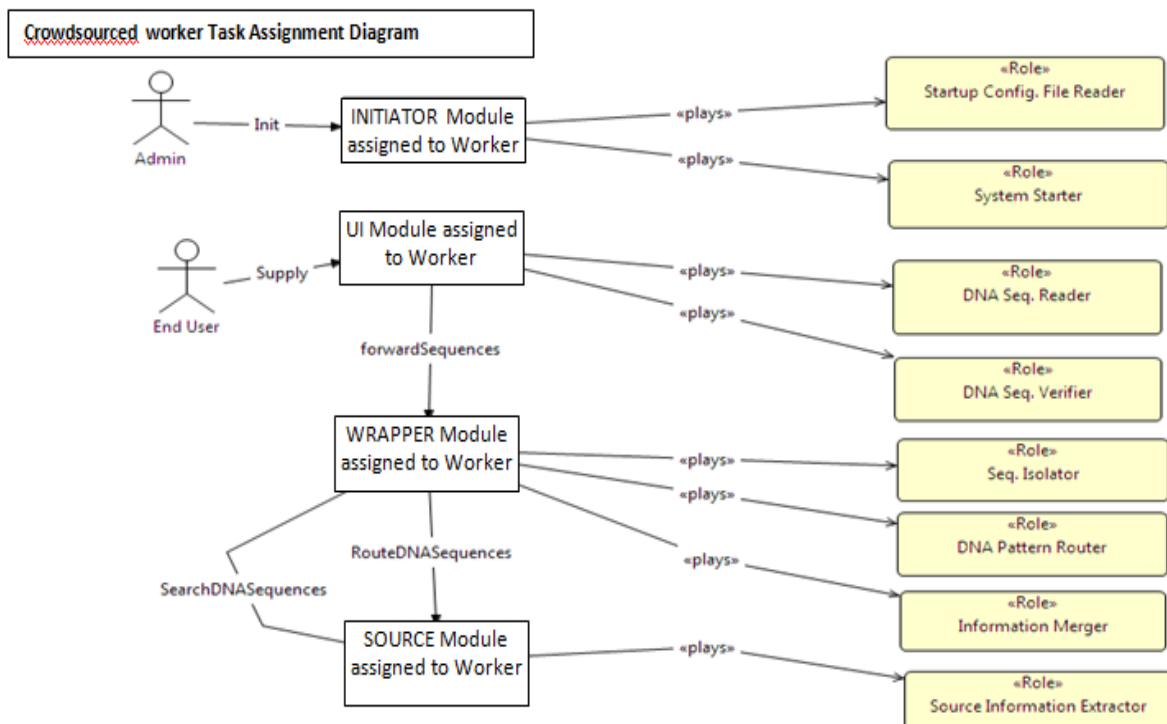 Crowdsourced worker Task Assignment Diagram
«Role»
Startup Config. File Reader
Admin
Init
INITIATOR Module
assigned to Worker
«plays»
«plays»
«Role»
System Starter
End User
Supply
UI Module assigned
to Worker
«plays»
«plays»
«Role»
DNA Seq. Reader
forwardSequences
«Role»
DNA Seq. Verifier
WRAPPER Module
assigned to Worker
«plays»
«plays»
«plays»
«Role»
Seq. Isolator
«Role»
DNA Pattern Router
RouteDNASequences
SearchDNASequences
«Role»
Information Merger
SOURCE Module
assigned to Worker
«plays»
«Role»
Source Information Extractor